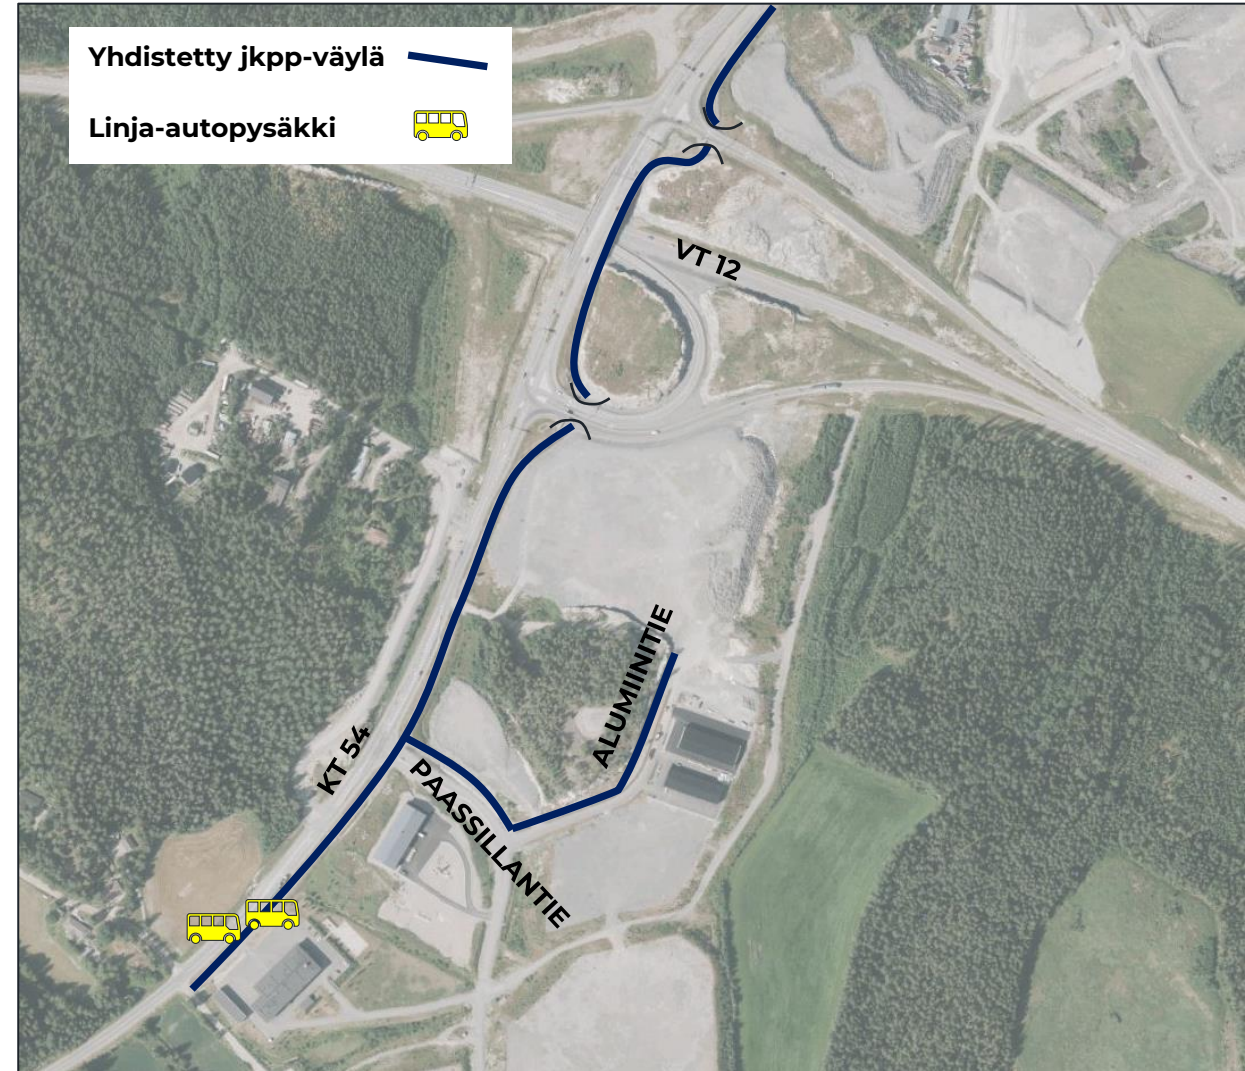 Yhdistetty jkpp-väylä
Linja-autopysäkki
VT 12
ALUMIINITIE
KT 54
PAASSILLANTIE